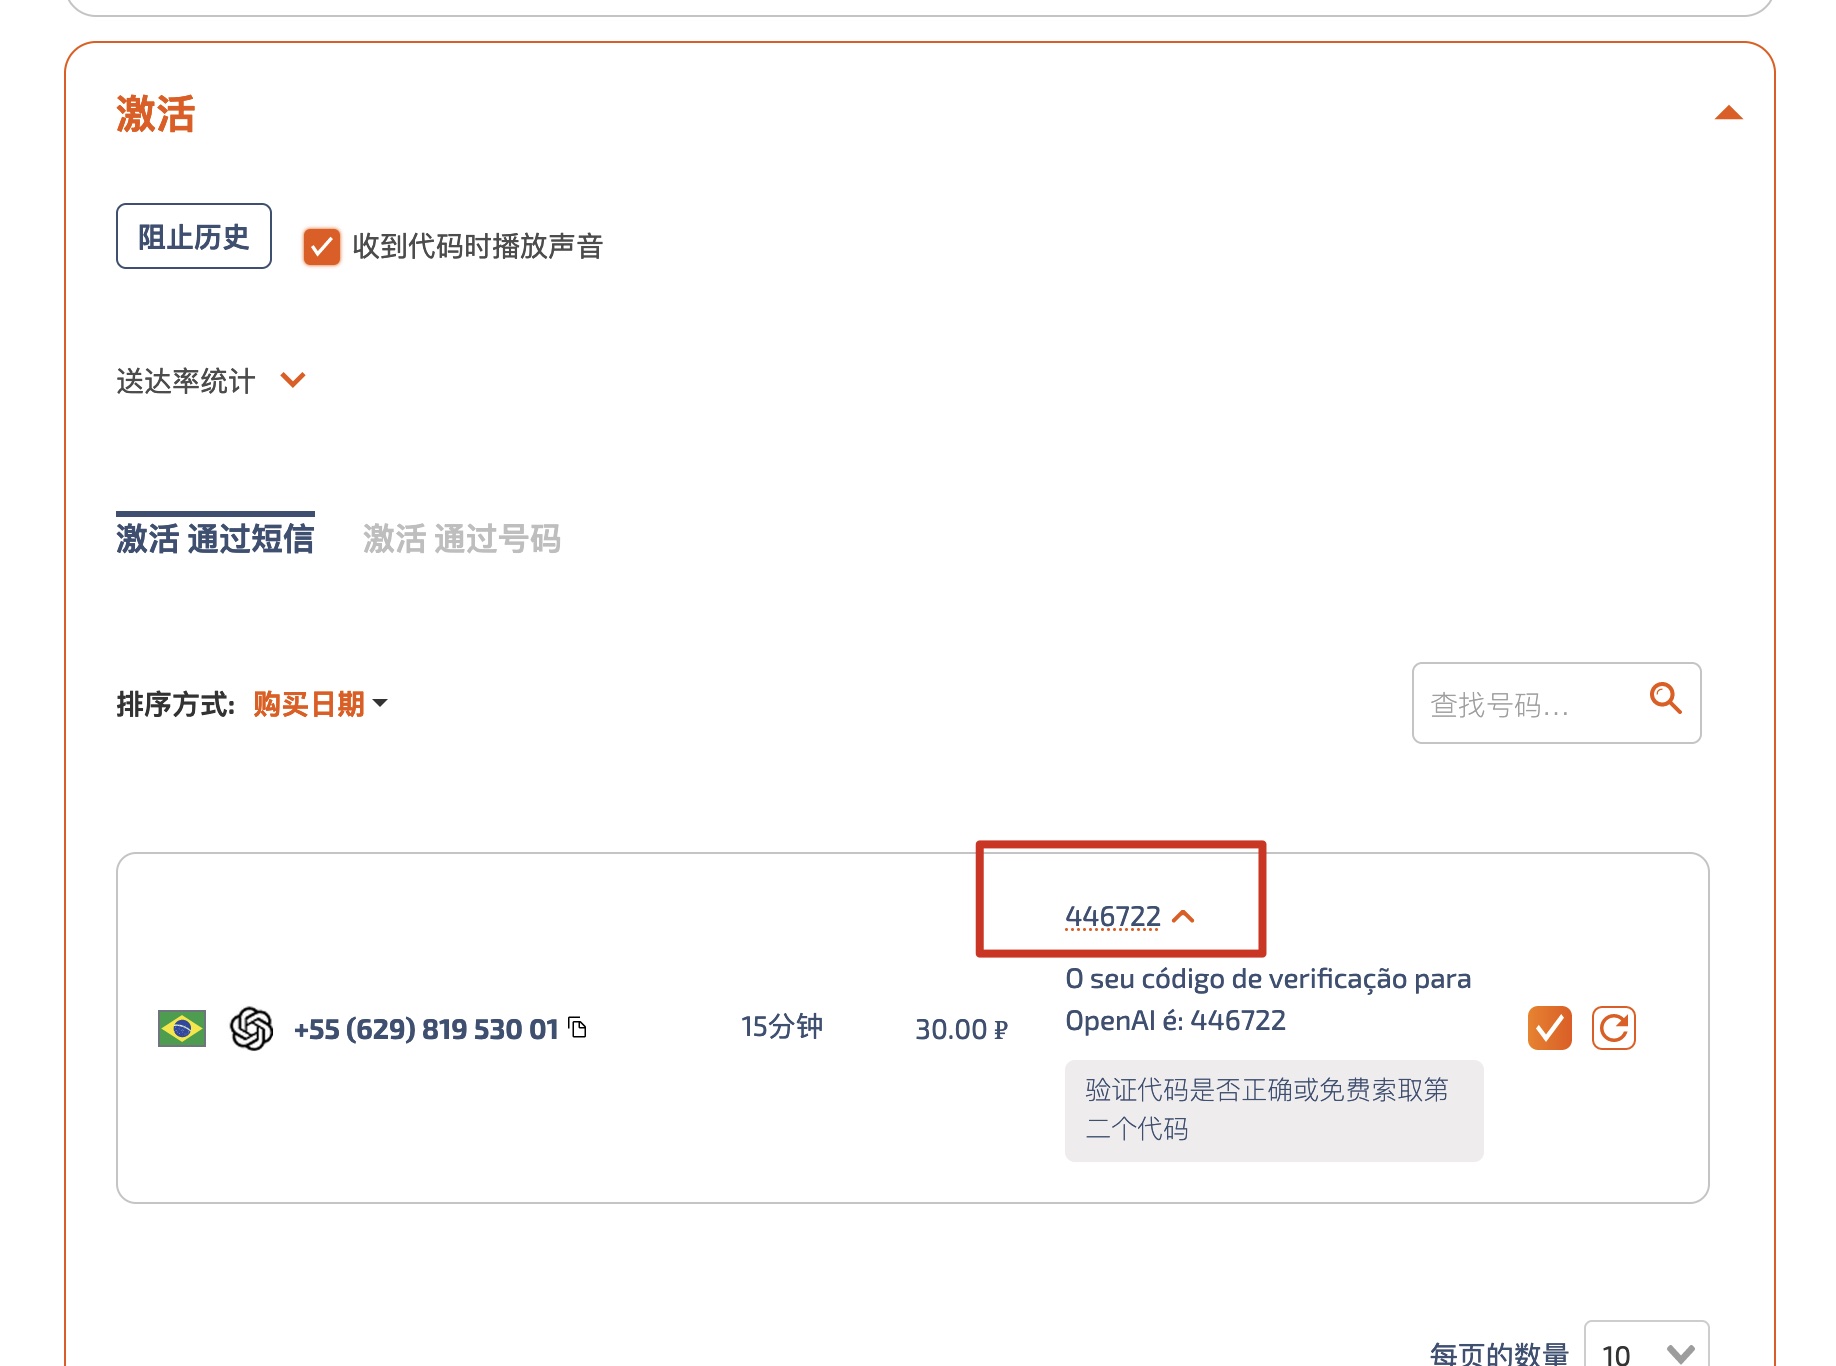 激活
阻止历史
收到代码时播放声音
送达率统计
激活 通过短信
激活 通过号码
排序方式: 购买日期
查找号码...
446722
O seu código de verificação para
OpenAI é: 446722
+55 (629) 819 530 01
15分钟
30.00 ₽
验证代码是否正确或免费索取第
二个代码
每页的数量
10